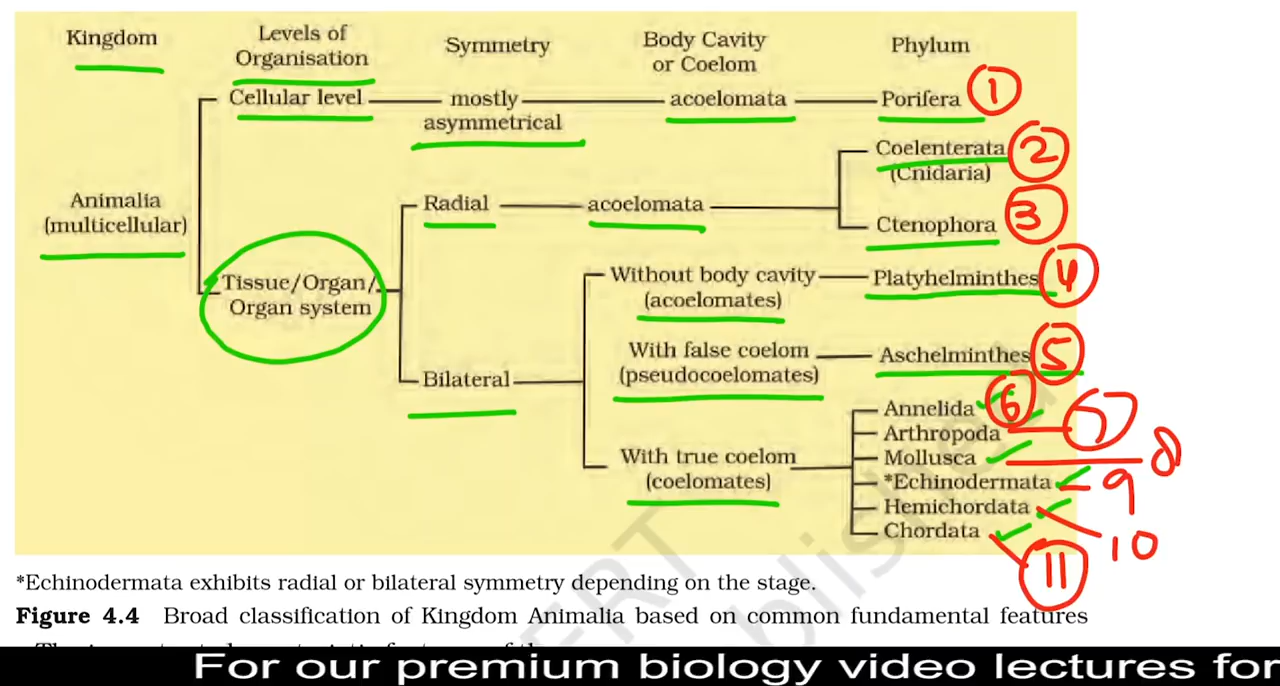 Kingdom
Levels of
Organisation
Symmetry
Body Cavity
or Coelom
Phylum
Cellular level
mostly
asymmetrical
acoelomata
Porifera 1
Coelenterata 2
(Cnidaria)
Animalia
(multicellular)
Radial
acoelomata
Ctenophora 3
Tissue/Organ/
Organ system
Without body cavity
(acoelomates)
Platyhelminthes 4
With false coelom
(pseudocoelomates)
Aschelminthes 5
Bilateral
With true coelom
(coelomates)
Annelida 6
Arthropoda 7
Mollusca 8
*Echinodermata 9
Hemichordata 10
Chordata 11
*Echinodermata exhibits radial or bilateral symmetry depending on the stage.
Figure 4.4 Broad classification of Kingdom Animalia based on common fundamental features
For our premium biology video lectures for